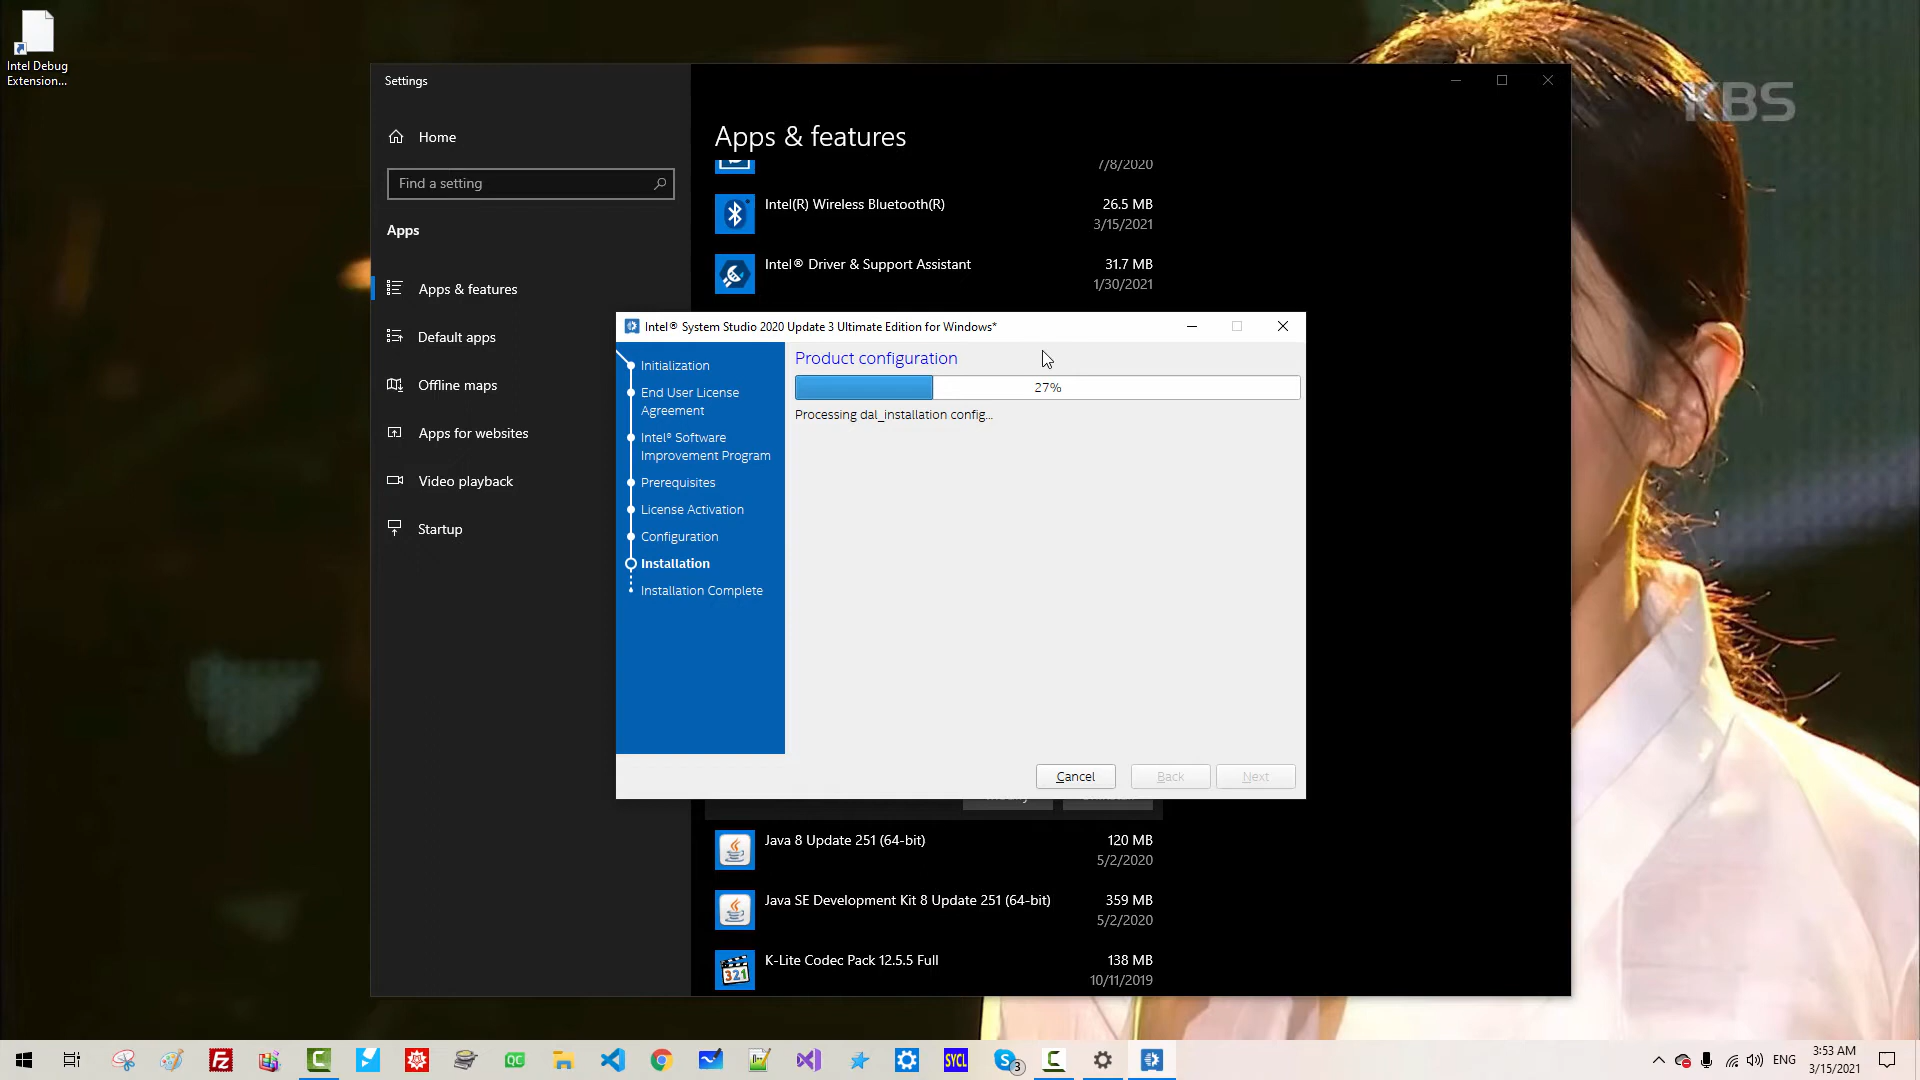 Intel Debug
Extension...
Settings
Home
Find a setting
Apps
Apps & features
Default apps
Offline maps
Apps for websites
Video playback
Startup
Apps & features
7/8/2020
Intel(R) Wireless Bluetooth(R)
26.5 MB
3/15/2021
Intel® Driver & Support Assistant
31.7 MB
1/30/2021
KBS
Intel® System Studio 2020 Update 3 Ultimate Edition for Windows*
Initialization
End User License
Agreement
Intel® Software
Improvement Program
Prerequisites
License Activation
Configuration
Installation
Installation Complete
Product configuration
27%
Processing dal_installation config...
Cancel
Back
Next
Java 8 Update 251 (64-bit)
120 MB
5/2/2020
Java SE Development Kit 8 Update 251 (64-bit)
359 MB
5/2/2020
321
K-Lite Codec Pack 12.5.5 Full
138 MB
10/11/2019
FZ
QC
SYCL
3
ENG
3:53 AM
3/15/2021